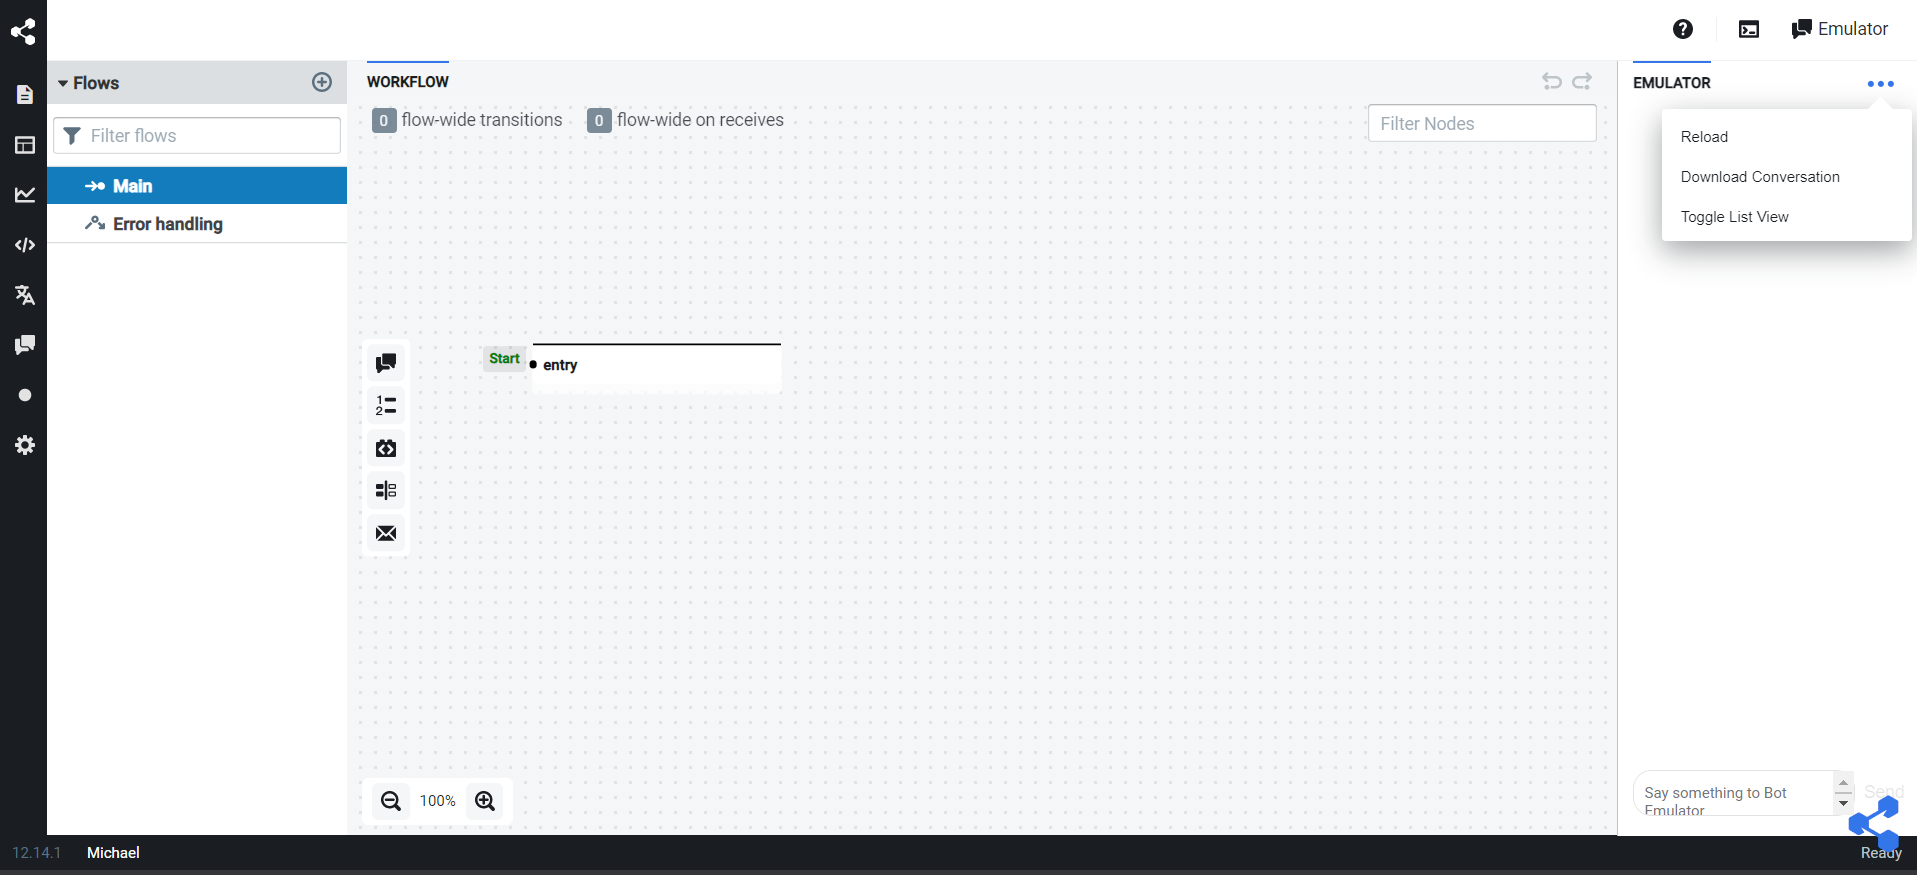 Emulator
Flows
Filter flows
Main
Error handling
WORKFLOW
0 flow-wide transitions 0 flow-wide on receives
Filter Nodes
Start
entry
1
2
100%
EMULATOR
Reload
Download Conversation
Toggle List View
Say something to Bot
Emulator
Send
12.14.1 Michael
Ready